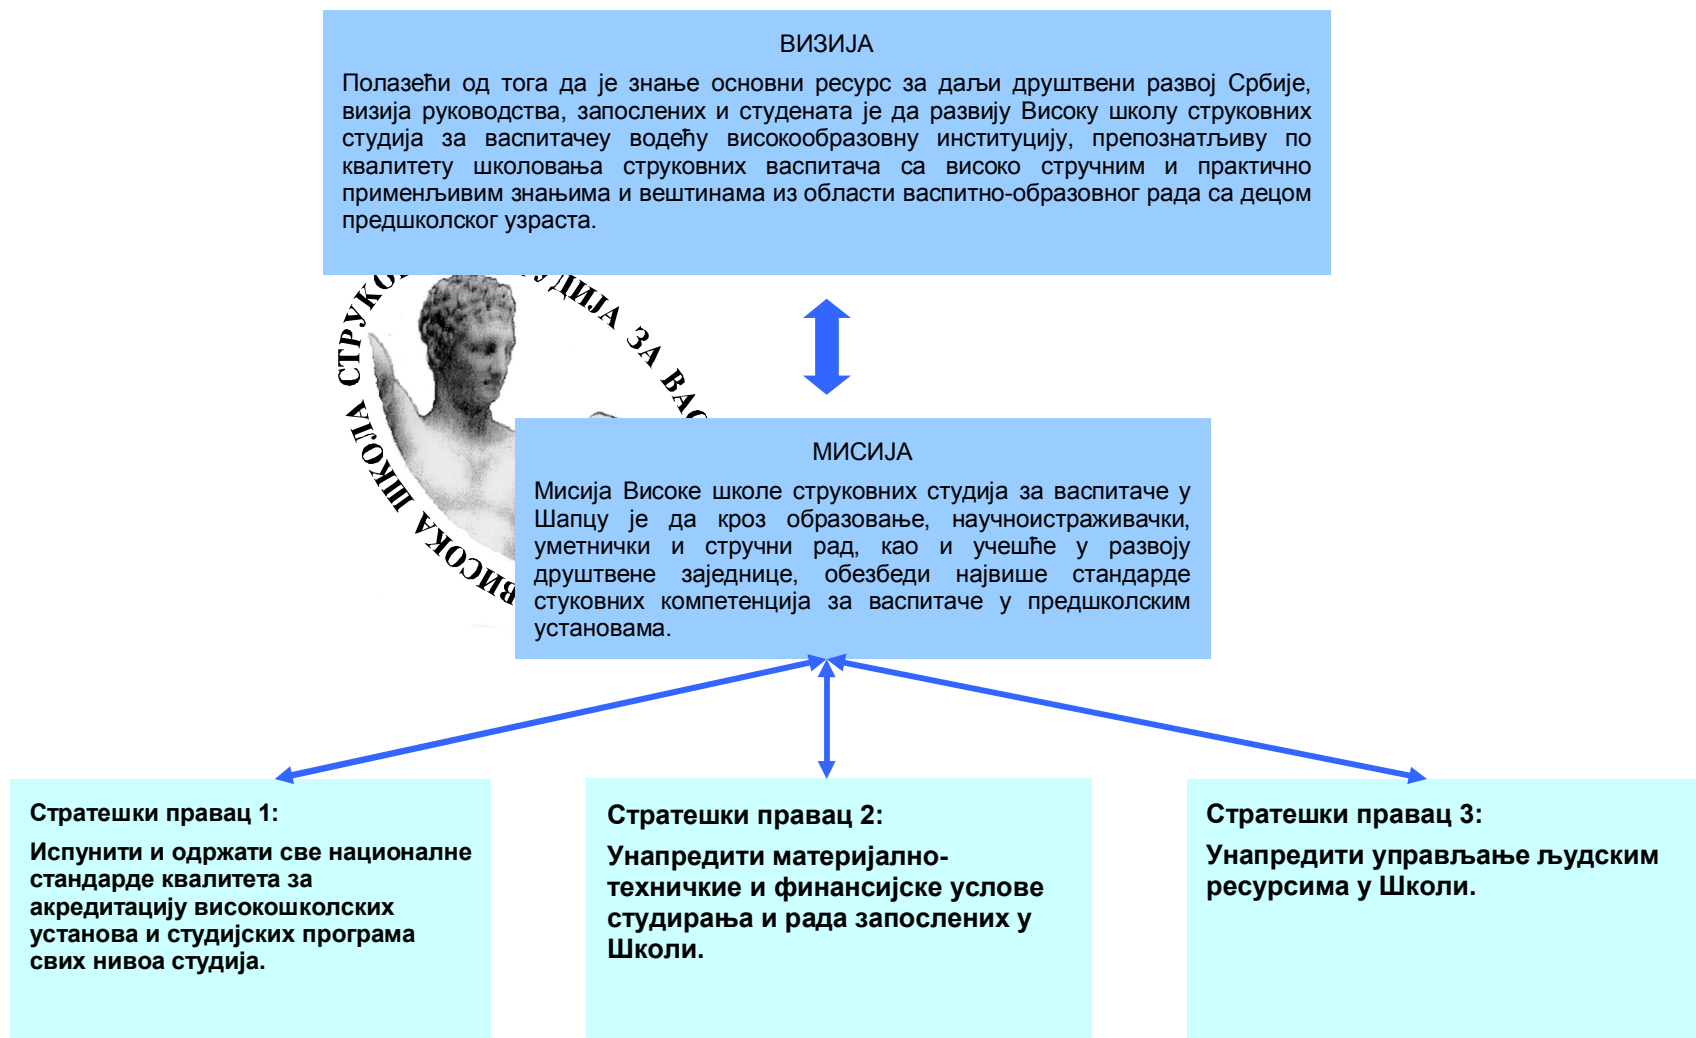 ВИЗИЈА
Полазећи од тога да је знање основни ресурс за даљи друштвени развој Србије,
визија руководства, запослених и студената је да развију Високу школу струковних
студија за васпитачеу водећу високообразовну институцију, препознатљиву по
квалитету школовања струковних васпитача са високо стручним и практично
применљивим знањима и вештинама из области васпитно-образовног рада са децом
предшколског узраста.
ВИСОКА ШКОЛА СТРУКО
УДИЈА ЗА ВАС
МИСИЈА
Мисија Високе школе струковних студија за васпитаче у
Шапцу је да кроз образовање, научноистраживачки,
уметнички и стручни рад, као и учешће у развоју
друштвене заједнице, обезбеди највише стандарде
стуковних компетенција за васпитаче у предшколским
установама.
Стратешки правац 1:
Испунити и одржати све националне
стандарде квалитета за
акредитацију високошколских
установа и студијских програма
свих нивоа студија.
Стратешки правац 2:
Унапредити материјално-
техничкие и финансијске услове
студирања и рада запослених у
Школи.
Стратешки правац 3:
Унапредити управљање људским
ресурсима у Школи.